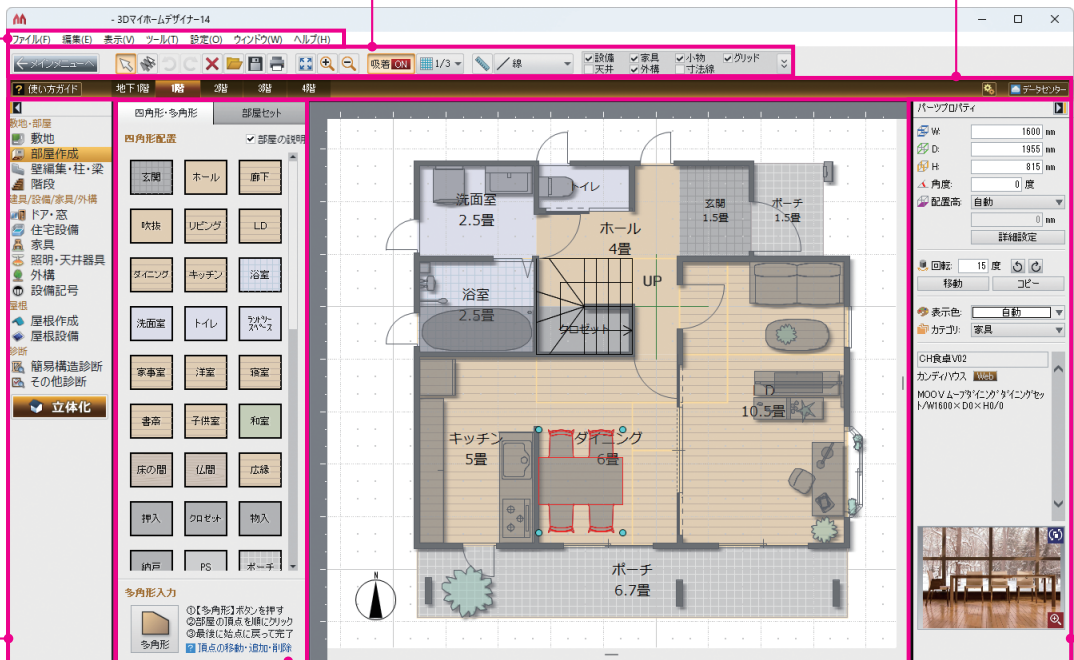 - 3Dマイホームデザイナー14
ファイル(F) 編集(E) 表示(V) ツール(T) 設定(O) ウィンドウ(W) ヘルプ(H)
メインメニューへ 吸着 ON 1/3 線
設備 家具 小物 グリッド
天井 外構 寸法線
? 使い方ガイド 地下1階 1階 2階 3階 4階 データセンター
敷地・部屋
敷地
部屋作成
壁編集・柱・梁
階段
建具/設備/家具/外構
ドア・窓
住宅設備
家具
照明・天井器具
外構
設備記号
屋根
屋根作成
屋根設備
診断
簡易構造診断
その他診断
立体化
四角形・多角形 部屋セット
四角形配置 部屋の説明
玄関 ホール 廊下
吹抜 リビング LD
ダイニング キッチン 浴室
洗面室 トイレ ランドリースペース
家事室 洋室 寝室
書斎 子供室 和室
床の間 仏間 広縁
押入 クロゼット 物入
納戸 PS ポーチ
多角形入力
多角形
①【多角形】ボタンを押す
②部屋の頂点を順にクリック
③最後に始点に戻って完了
? 頂点の移動・追加・削除
洗面室
2.5畳
トイレ
ホール
4畳
玄関
1.5畳
ポーチ
1.5畳
浴室
2.5畳
UP
クロゼット
D
10.5畳
キッチン
5畳
ダイニング
6畳
ポーチ
6.7畳
N
パーツプロパティ
W: 1600 mm
D: 1955 mm
H: 815 mm
角度: 0 度
配置高: 自動
0 mm
詳細設定
回転: 15 度
移動 コピー
表示色: 自動
カテゴリ: 家具
CH食卓V02
カンディハウス Web
MOOV ムーブダイニングダイニングセッ
ト/W1600×D0×H0/0